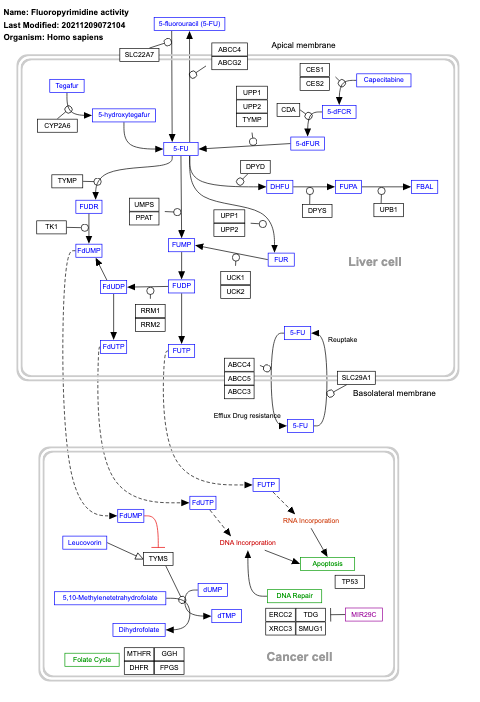 Name: Fluoropyrimidine activity
Last Modified: 20211209072104
Organism: Homo sapiens
5-fluorouracil (5-FU)
SLC22A7
ABCC4
ABCG2
Apical membrane
Tegafur
CYP2A6
5-hydroxytegafur
UPP1
UPP2
TYMP
CES1
CES2
Capecitabine
CDA
5-dFCR
5-dFUR
5-FU
DPYD
TYMP
DHFU
FUPA
FBAL
DPYS
UPB1
FUDR
UMPS
PPAT
UPP1
UPP2
TK1
FdUMP
FUMP
FUR
Liver cell
UCK1
UCK2
FdUDP
FUDP
RRM1
RRM2
FdUTP
FUTP
5-FU
Reuptake
ABCC4
ABCC5
ABCC3
SLC29A1
Basolateral membrane
Efflux Drug resistance
5-FU
FUTP
FdUTP
FdUMP
RNA Incorporation
Leucovorin
DNA Incorporation
TYMS
Apoptosis
TP53
5,10-Methylenetetrahydrofolate
dUMP
DNA Repair
dTMP
ERCC2
TDG
XRCC3
SMUG1
MIR29C
Dihydrofolate
Folate Cycle
MTHFR
GGH
DHFR
FPGS
Cancer cell